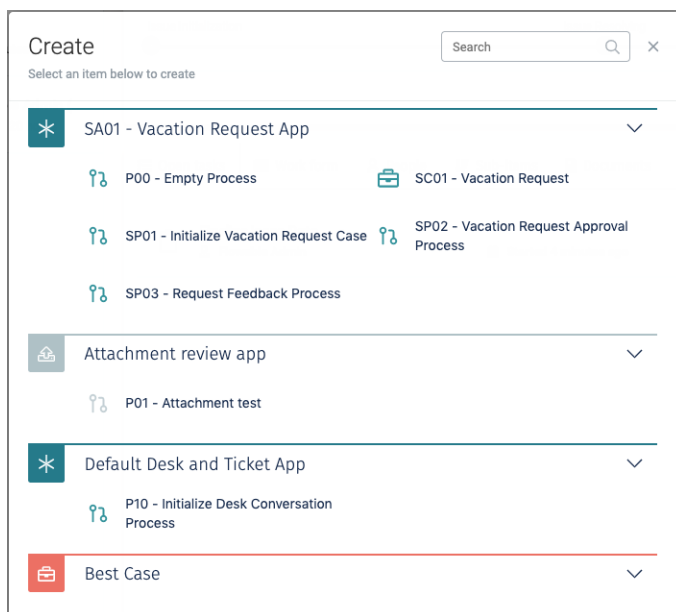 Create
Search
Select an item below to create
SA01 - Vacation Request App
P00 - Empty Process
SC01 - Vacation Request
SP01 - Initialize Vacation Request Case
SP02 - Vacation Request Approval
Process
SP03 - Request Feedback Process
Attachment review app
P01 - Attachment test
Default Desk and Ticket App
P10 - Initialize Desk Conversation
Process
Best Case